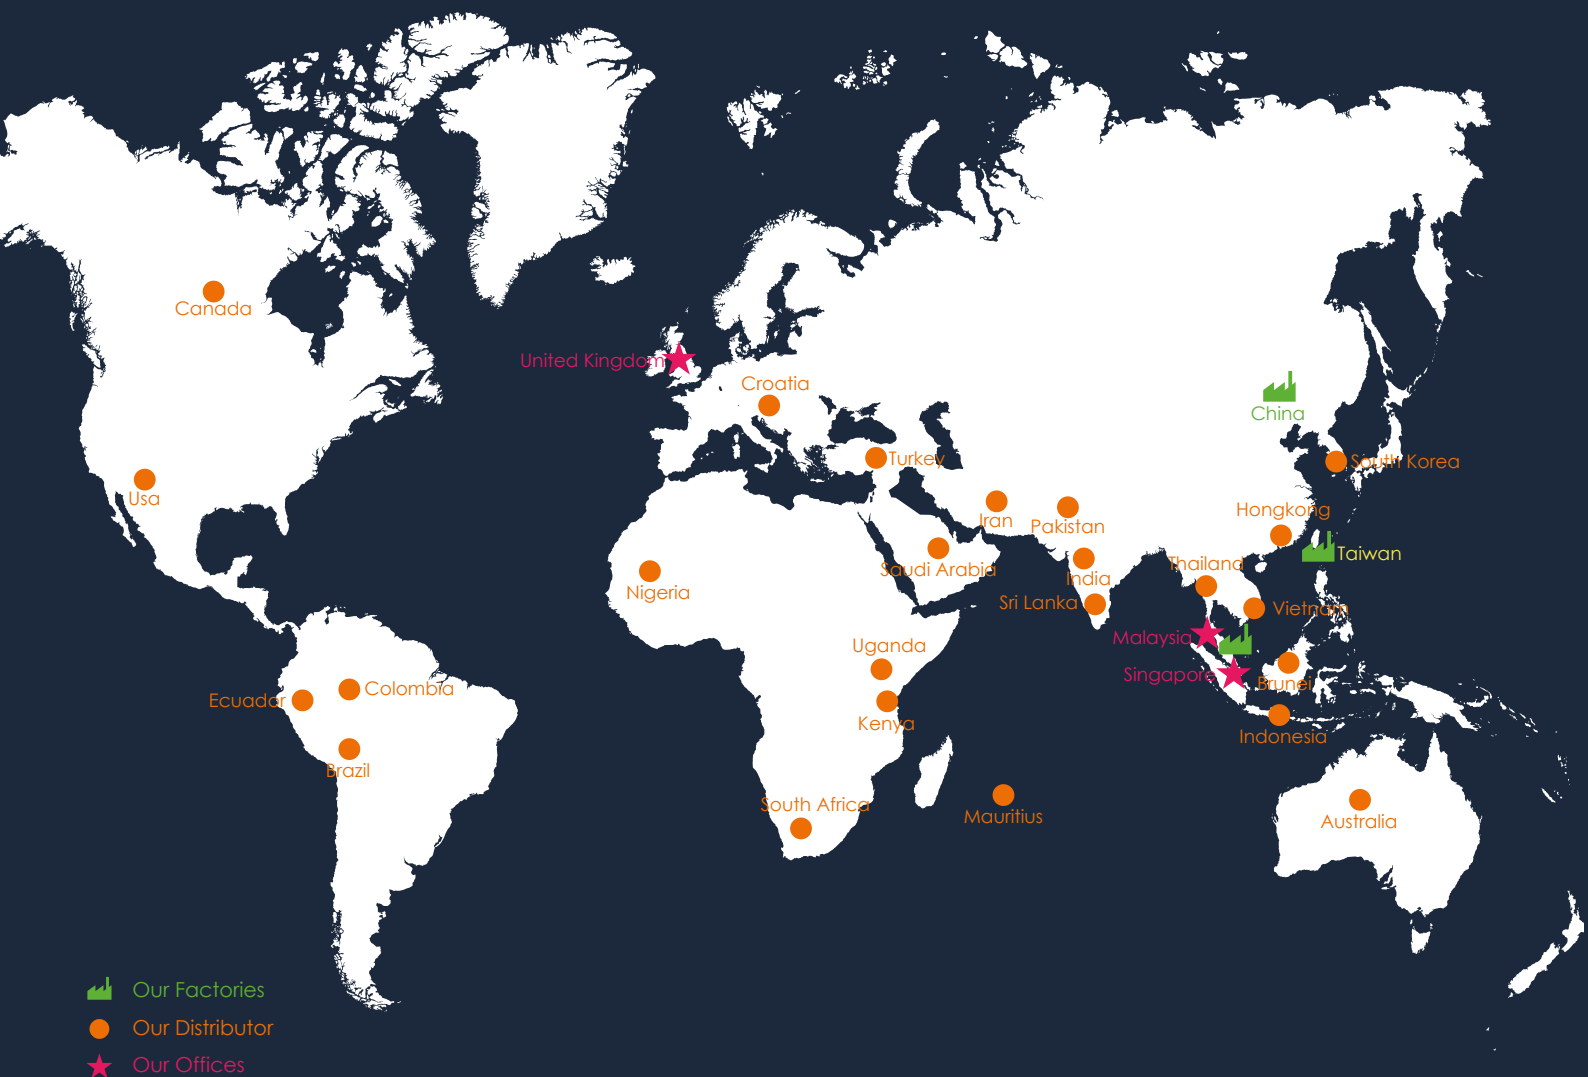 Canada
United Kingdom
Croatia
China
Turkey
South Korea
Usa
Hongkong
Iran
Pakistan
Taiwan
Thailand
Saudi Arabia
India
Nigeria
Sri Lanka
Vietnam
Malaysia
Uganda
Singapore
Brunei
Colombia
Ecuador
Kenya
Indonesia
Brazil
South Africa
Mauritius
Australia
Our Factories
Our Distributor
Our Offices